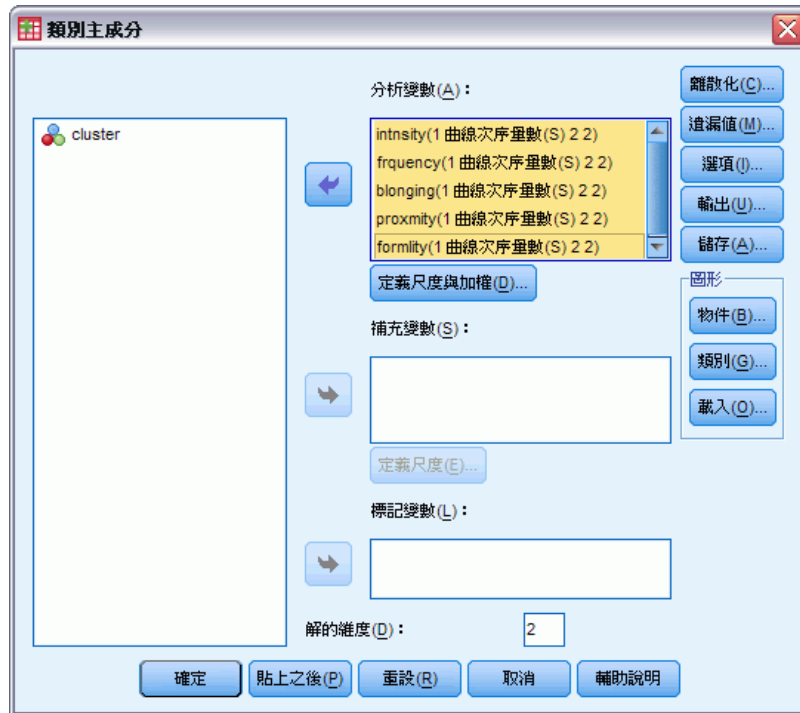 類別主成分
cluster
分析變數(A)：
intnsity(1 曲線次序量數(S) 2 2)
frquency(1 曲線次序量數(S) 2 2)
blonging(1 曲線次序量數(S) 2 2)
proxmity(1 曲線次序量數(S) 2 2)
formlity(1 曲線次序量數(S) 2 2)
定義尺度與加權(D)...
補充變數(S)：
定義尺度(E)...
標記變數(L)：
解的維度(D)：
2
離散化(C)...
遺漏值(M)...
選項(I)...
輸出(U)...
儲存(A)...
圖形
物件(B)...
類別(G)...
載入(O)...
確定
貼上之後(P)
重設(R)
取消
輔助說明